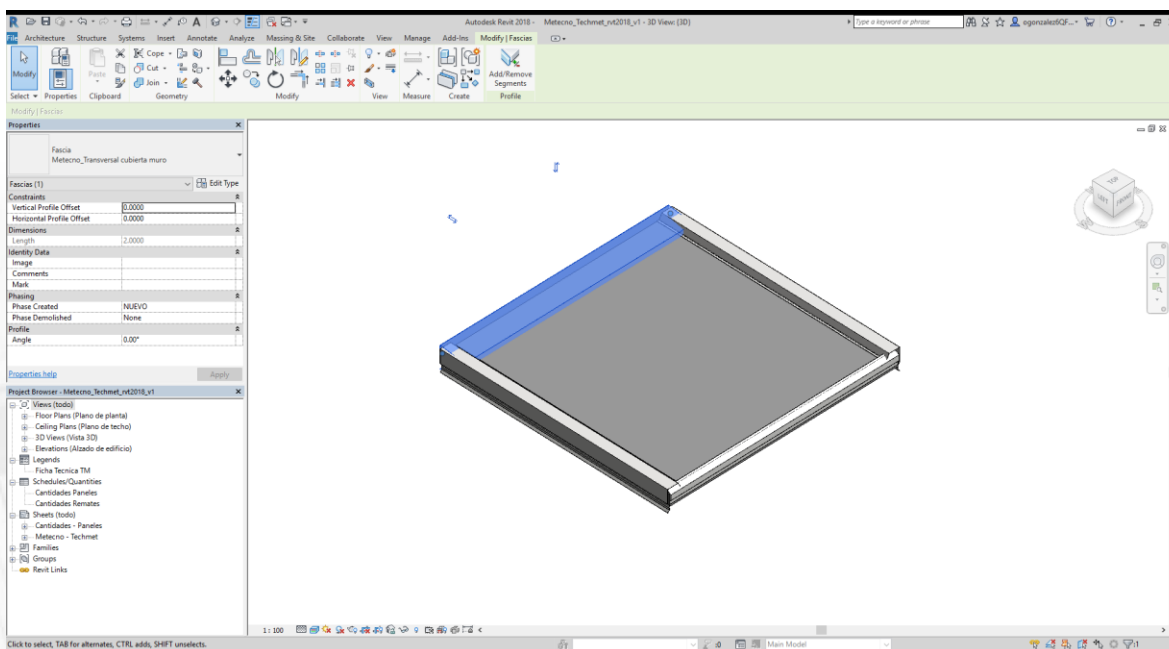 Autodesk Revit 2018 - Metecno_Techmet_rvt2018_v1 - 3D View: {3D}
Type a keyword or phrase
egonzalez6QF...
File Architecture Structure Systems Insert Annotate Analyze Massing & Site Collaborate View Manage Add-Ins Modify | Fascias
Cope
Cut
Join
Modify
Paste
Add/Remove
Segments
Select Properties Clipboard Geometry Modify View Measure Create Profile
Modify | Fascias
Properties
Fascia
Metecno_Transversal cubierta muro
Fascias (1) Edit Type
Constraints
Vertical Profile Offset 0.0000
Horizontal Profile Offset 0.0000
Dimensions
Length 2.0000
Identity Data
Image
Comments
Mark
Phasing
Phase Created NUEVO
Phase Demolished None
Profile
Angle 0.00°
Properties help Apply
Project Browser - Metecno_Techmet_rvt2018_v1
Views (todo)
Floor Plans (Plano de planta)
Ceiling Plans (Plano de techo)
3D Views (Vista 3D)
Elevations (Alzado de edificio)
Legends
Ficha Tecnica TM
Schedules/Quantities
Cantidades Paneles
Cantidades Remates
Sheets (todo)
Cantidades - Paneles
Metecno - Techmet
Families
Groups
Revit Links
TOP
LEFT
FRONT
1 : 100
Click to select, TAB for alternates, CTRL adds, SHIFT unselects.
:0
Main Model
:1